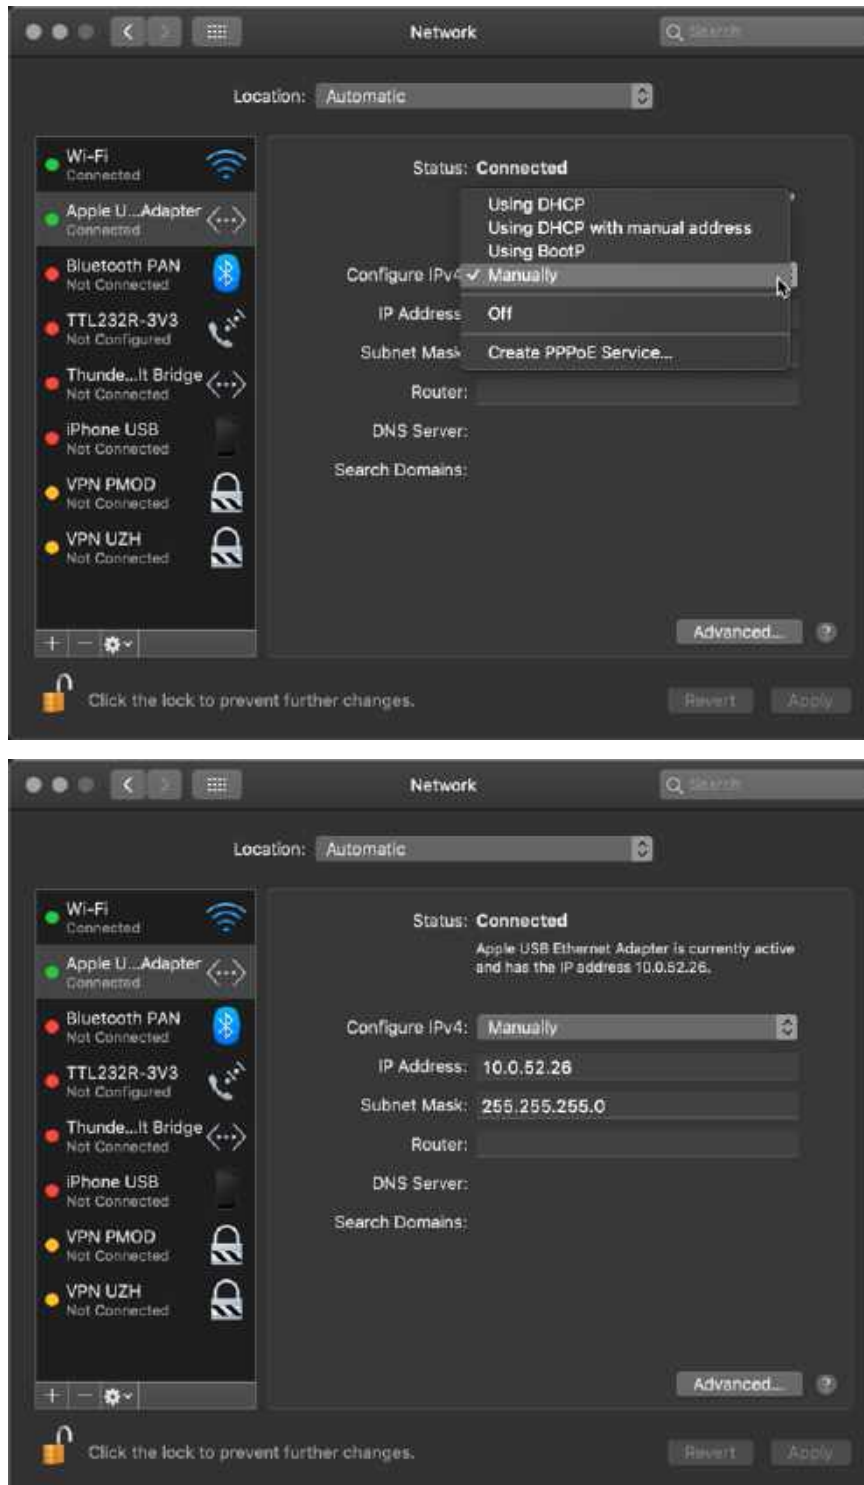 Network
Search
Location: Automatic
Wi-Fi
Connected
Apple U...Adapter
Connected
Bluetooth PAN
Not Connected
TTL232R-3V3
Not Configured
Thunde...lt Bridge
Not Connected
iPhone USB
Not Connected
VPN PMOD
Not Connected
VPN UZH
Not Connected
Status: Connected
Using DHCP
Using DHCP with manual address
Using BootP
Configure IPv4 ✓ Manually
IP Address Off
Subnet Mask Create PPPoE Service...
Router:
DNS Server:
Search Domains:
Advanced... ?
+ −
Click the lock to prevent further changes.
Revert Apply
Network
Search
Location: Automatic
Wi-Fi
Connected
Apple U...Adapter
Connected
Bluetooth PAN
Not Connected
TTL232R-3V3
Not Configured
Thunde...lt Bridge
Not Connected
iPhone USB
Not Connected
VPN PMOD
Not Connected
VPN UZH
Not Connected
Status: Connected
Apple USB Ethernet Adapter is currently active
and has the IP address 10.0.52.26.
Configure IPv4: Manually
IP Address: 10.0.52.26
Subnet Mask: 255.255.255.0
Router:
DNS Server:
Search Domains:
Advanced... ?
+ −
Click the lock to prevent further changes.
Revert Apply